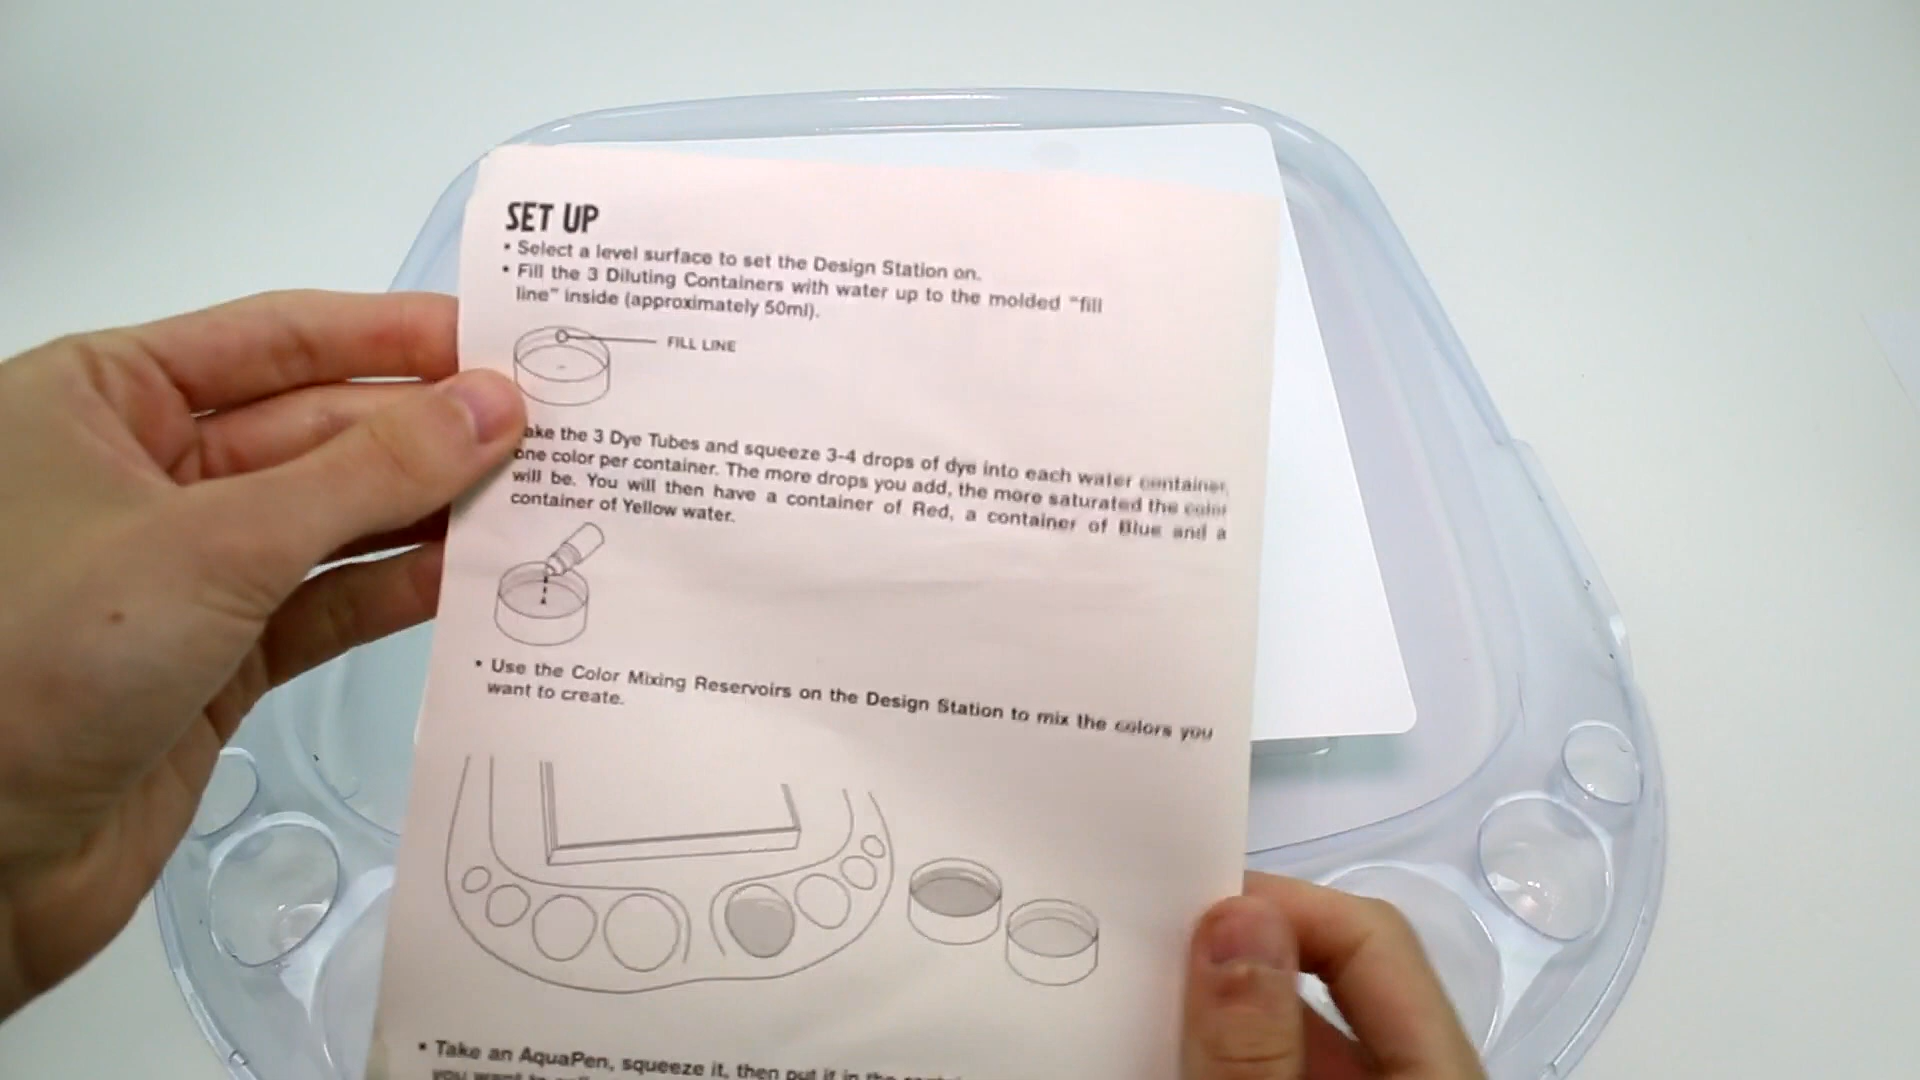 SET UP
• Select a level surface to set the Design Station on.
• Fill the 3 Diluting Containers with water up to the molded "fill
line" inside (approximately 50ml).
FILL LINE
ake the 3 Dye Tubes and squeeze 3-4 drops of dye into each water container,
one color per container. The more drops you add, the more saturated the color
will be. You will then have a container of Red, a container of Blue and a
container of Yellow water.
• Use the Color Mixing Reservoirs on the Design Station to mix the colors you
want to create.
• Take an AquaPen, squeeze it, then put it in the
you want to